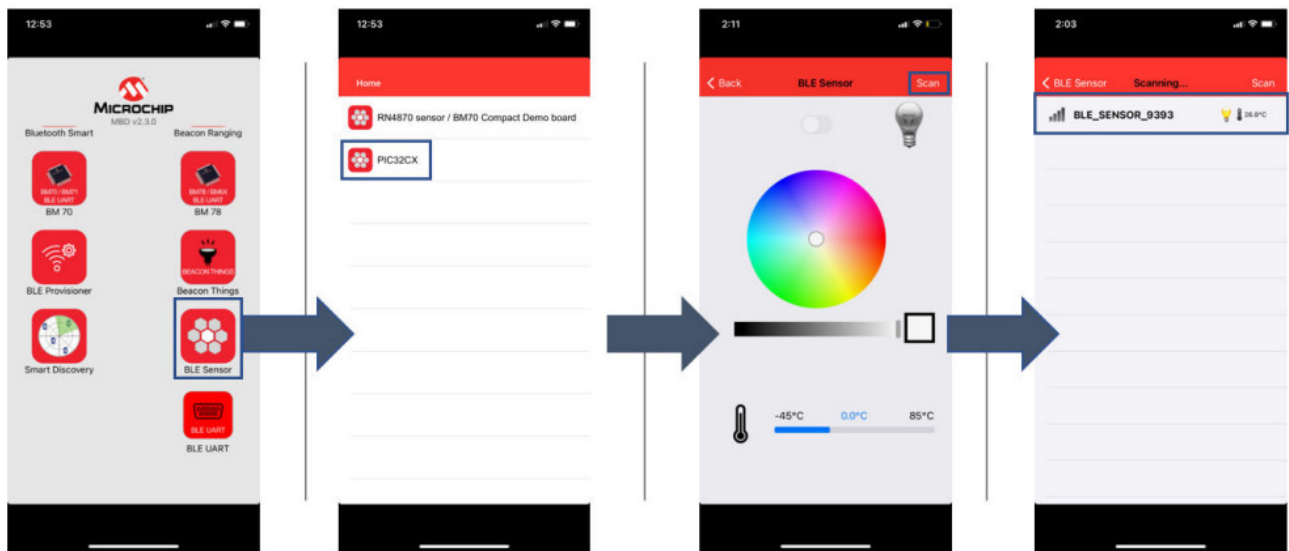 12:53
MICROCHIP
MBD v2.3.0
Bluetooth Smart
Beacon Ranging
BM70 / BM71
BLE UART
BM 70
BM78 / BM6X
BLE UART
BM 78
BLE Provisioner
BEACON THINGS
Beacon Things
Smart Discovery
BLE Sensor
BLE UART
BLE UART
12:53
Home
RN4870 sensor / BM70 Compact Demo board
PIC32CX
2:11
Back
BLE Sensor
Scan
-45°C 0.0°C 85°C
2:03
BLE Sensor
Scanning...
Scan
BLE_SENSOR_9393
26.8°C